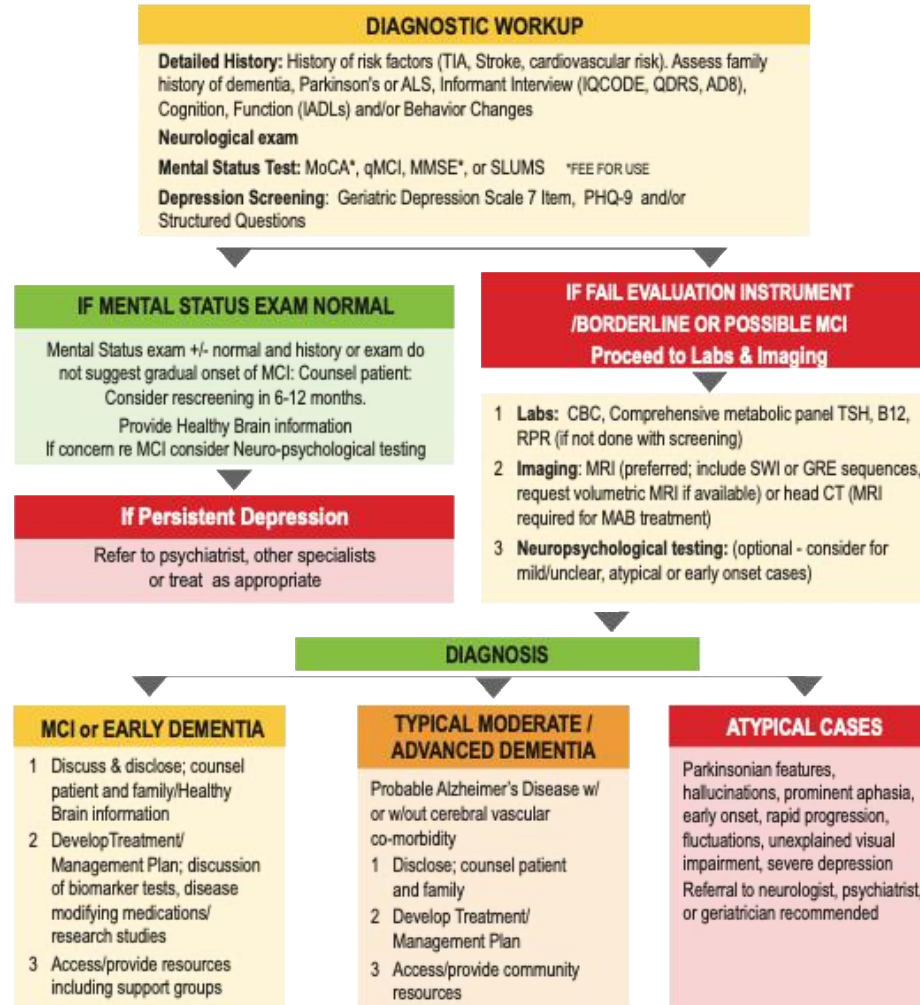 DIAGNOSTIC WORKUP
Detailed History: History of risk factors (TIA, Stroke, cardiovascular risk). Assess family
history of dementia, Parkinson's or ALS, Informant Interview (IQCODE, QDRS, AD8),
Cognition, Function (IADLs) and/or Behavior Changes
Neurological exam
Mental Status Test: MoCA*, qMCI, MMSE*, or SLUMS *FEE FOR USE
Depression Screening: Geriatric Depression Scale 7 Item, PHQ-9 and/or
Structured Questions
IF MENTAL STATUS EXAM NORMAL
Mental Status exam +/- normal and history or exam do
not suggest gradual onset of MCI: Counsel patient:
Consider rescreening in 6-12 months.
Provide Healthy Brain information
If concern re MCI consider Neuro-psychological testing
If Persistent Depression
Refer to psychiatrist, other specialists
or treat as appropriate
IF FAIL EVALUATION INSTRUMENT
/BORDERLINE OR POSSIBLE MCI
Proceed to Labs & Imaging
1 Labs: CBC, Comprehensive metabolic panel TSH, B12,
RPR (if not done with screening)
2 Imaging: MRI (preferred; include SWI or GRE sequences,
request volumetric MRI if available) or head CT (MRI
required for MAB treatment)
3 Neuropsychological testing: (optional - consider for
mild/unclear, atypical or early onset cases)
DIAGNOSIS
MCI or EARLY DEMENTIA
1 Discuss & disclose; counsel
patient and family/Healthy
Brain information
2 DevelopTreatment/
Management Plan; discussion
of biomarker tests, disease
modifying medications/
research studies
3 Access/provide resources
including support groups
TYPICAL MODERATE /
ADVANCED DEMENTIA
Probable Alzheimer's Disease w/
or w/out cerebral vascular
co-morbidity
1 Disclose; counsel patient
and family
2 Develop Treatment/
Management Plan
3 Access/provide community
resources
ATYPICAL CASES
Parkinsonian features,
hallucinations, prominent aphasia,
early onset, rapid progression,
fluctuations, unexplained visual
impairment, severe depression
Referral to neurologist, psychiatrist,
or geriatrician recommended